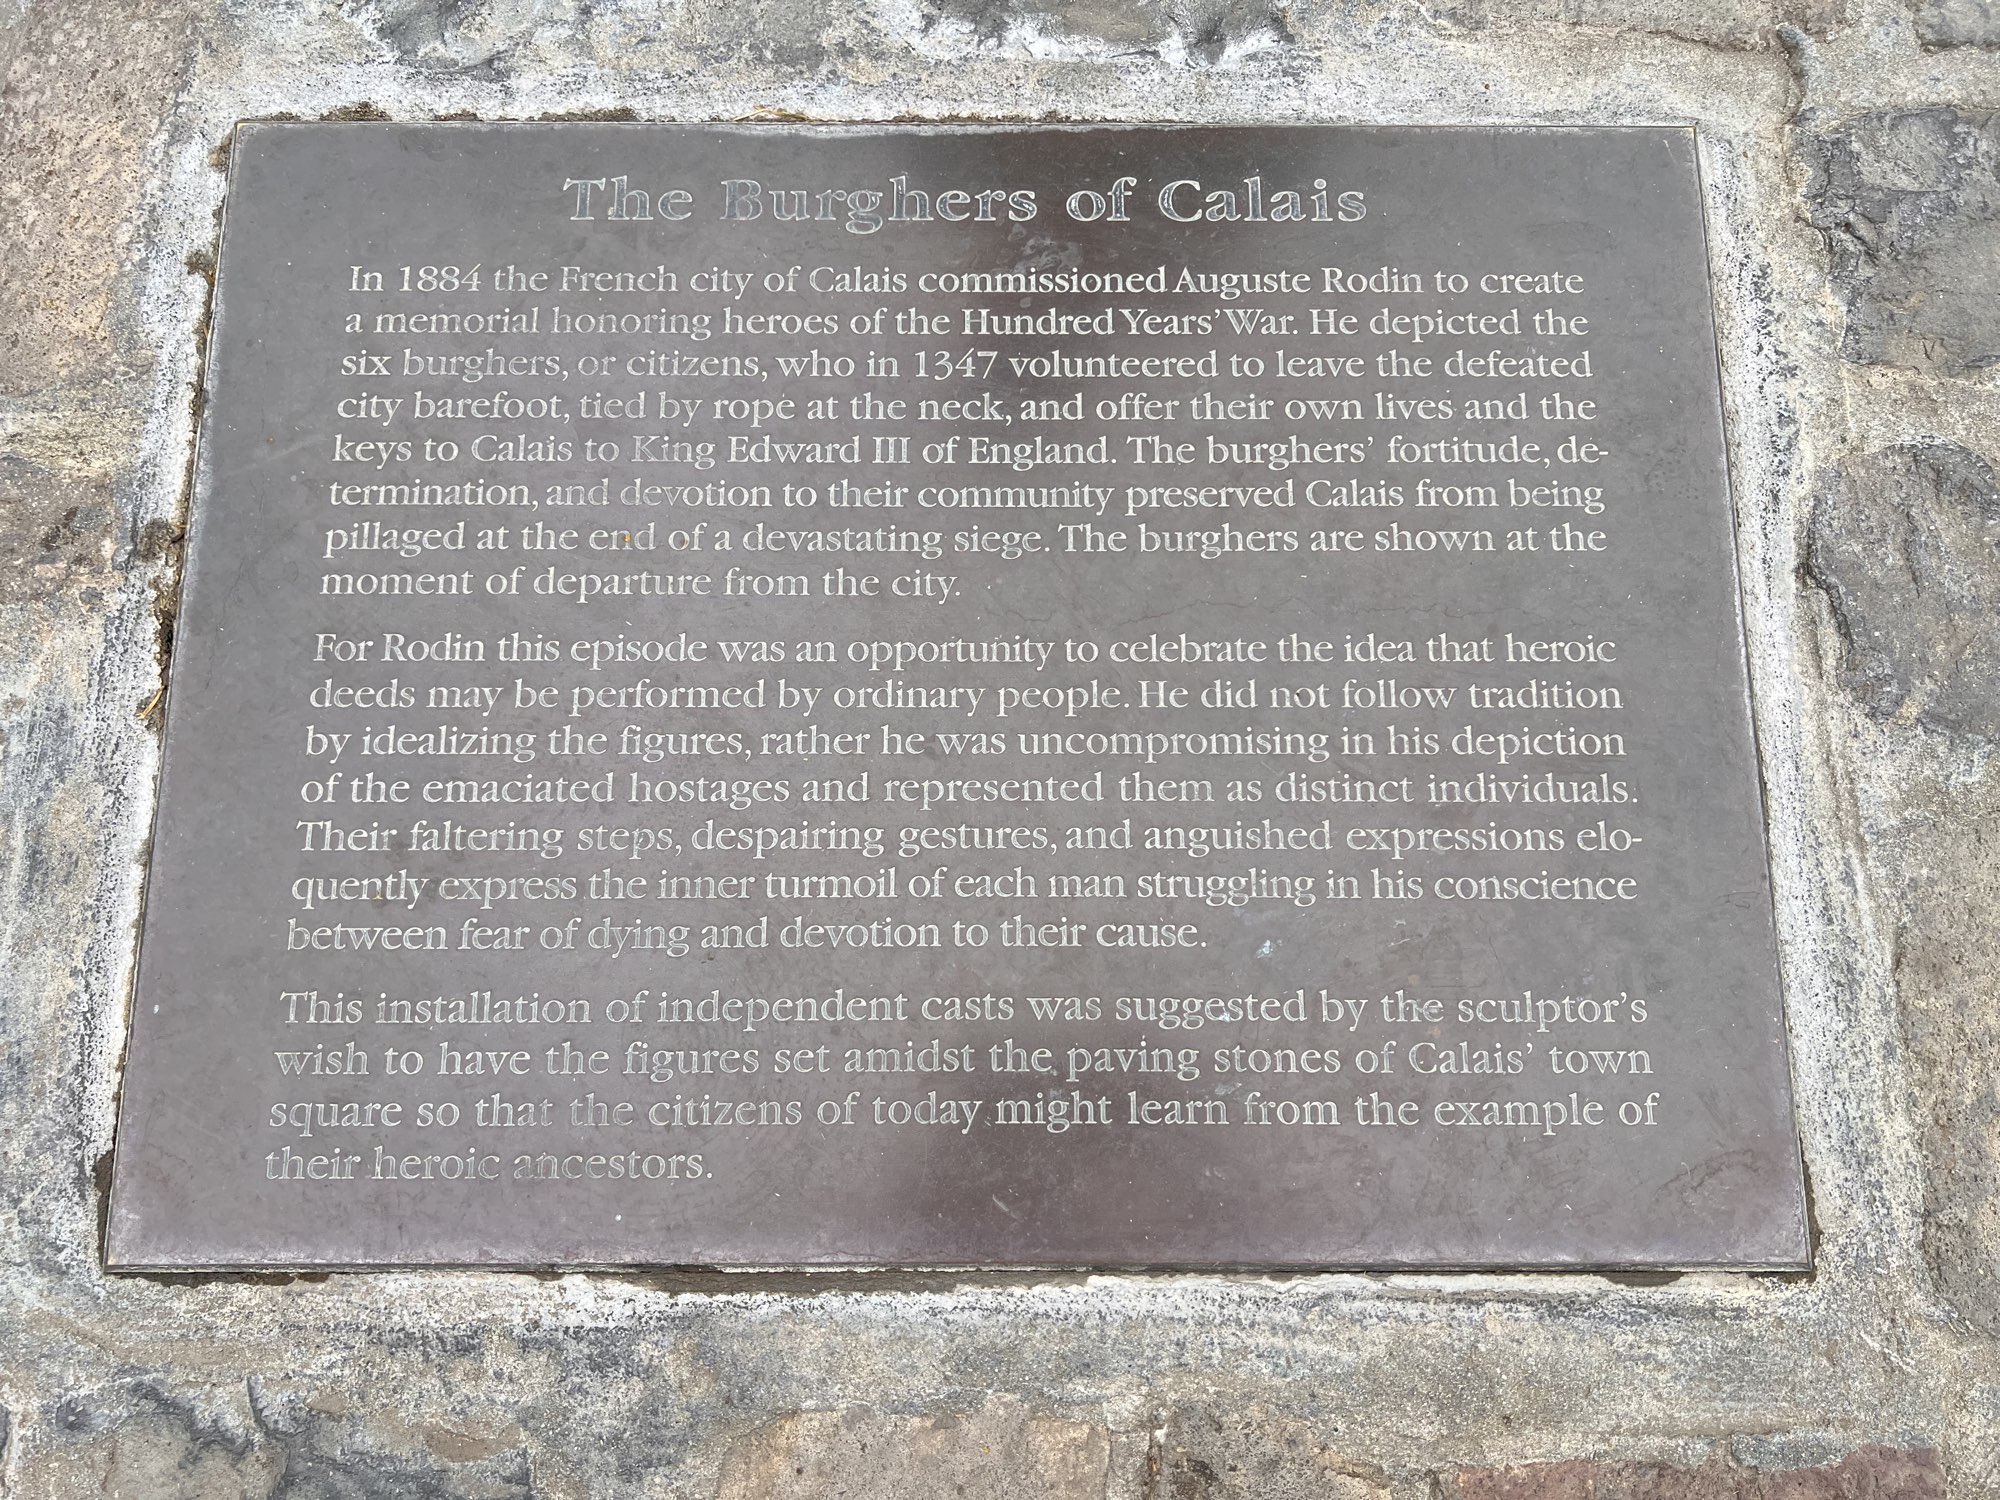 The Burghers of Calais
In 1884 the French city of Calais commissioned Auguste Rodin to create
a memorial honoring heroes of the Hundred Years' War. He depicted the
six burghers, or citizens, who in 1347 volunteered to leave the defeated
city barefoot, tied by rope at the neck, and offer their own lives and the
keys to Calais to King Edward III of England. The burghers' fortitude, de-
termination, and devotion to their community preserved Calais from being
pillaged at the end of a devastating siege. The burghers are shown at the
moment of departure from the city.
For Rodin this episode was an opportunity to celebrate the idea that heroic
deeds may be performed by ordinary people. He did not follow tradition
by idealizing the figures, rather he was uncompromising in his depiction
of the emaciated hostages and represented them as distinct individuals.
Their faltering steps, despairing gestures, and anguished expressions elo-
quently express the inner turmoil of each man struggling in his conscience
between fear of dying and devotion to their cause.
This installation of independent casts was suggested by the sculptor's
wish to have the figures set amidst the paving stones of Calais' town
square so that the citizens of today might learn from the example of
their heroic ancestors.